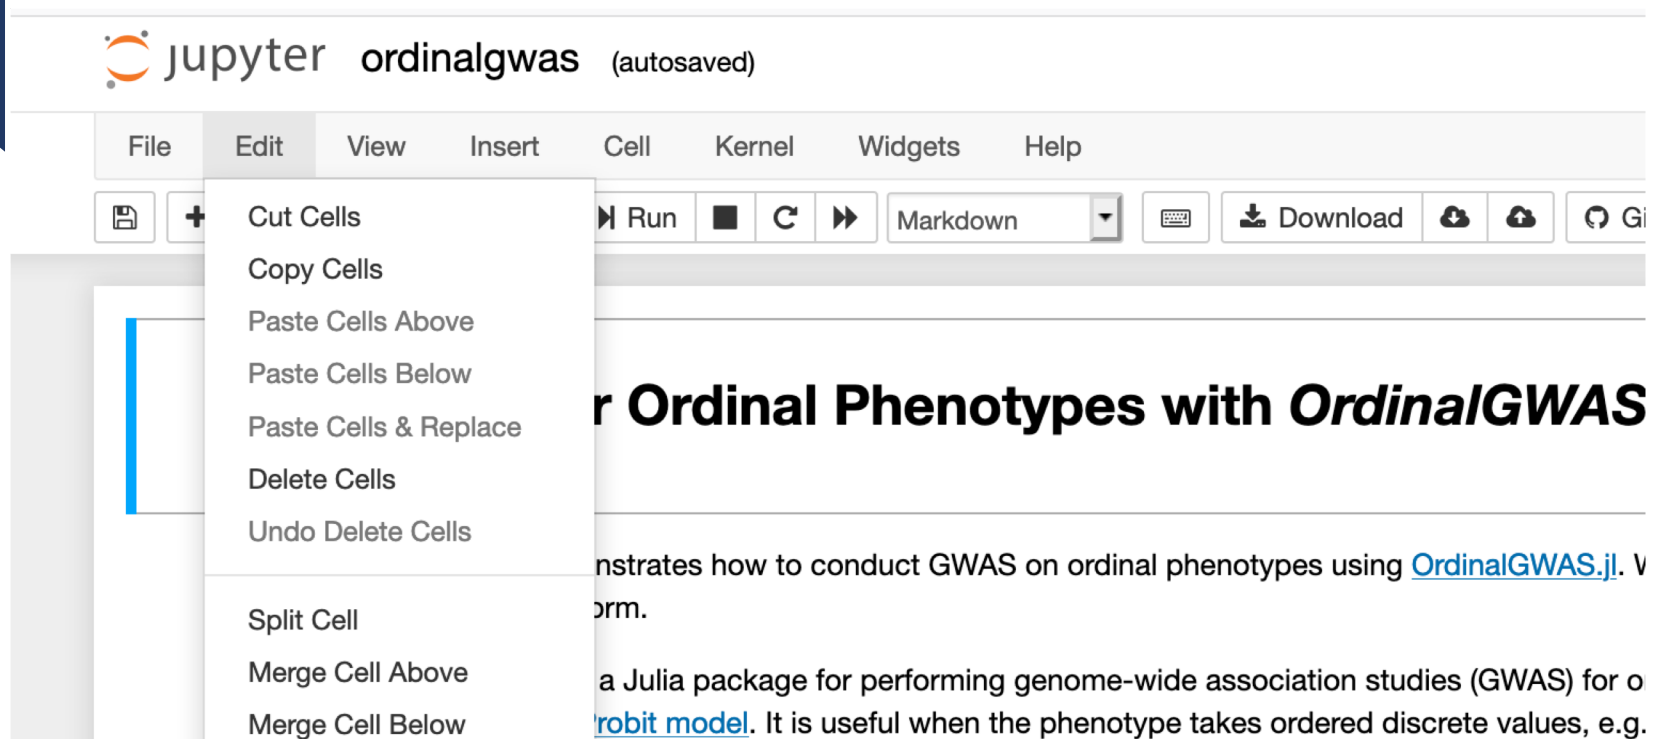 jupyter ordinalgwas (autosaved)
File Edit View Insert Cell Kernel Widgets Help
Run Markdown Download
Cut Cells
Copy Cells
Paste Cells Above
Paste Cells Below
Paste Cells & Replace
Delete Cells
Undo Delete Cells
Split Cell
Merge Cell Above
Merge Cell Below
Ordinal Phenotypes with OrdinalGWAS
how to conduct GWAS on ordinal phenotypes using OrdinalGWAS.jl.
a Julia package for performing genome-wide association studies (GWAS) for
model. It is useful when the phenotype takes ordered discrete values, e.g.